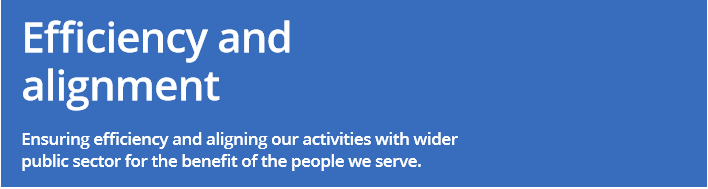 Efficiency and
alignment
Ensuring efficiency and aligning our activities with wider
public sector for the benefit of the people we serve.